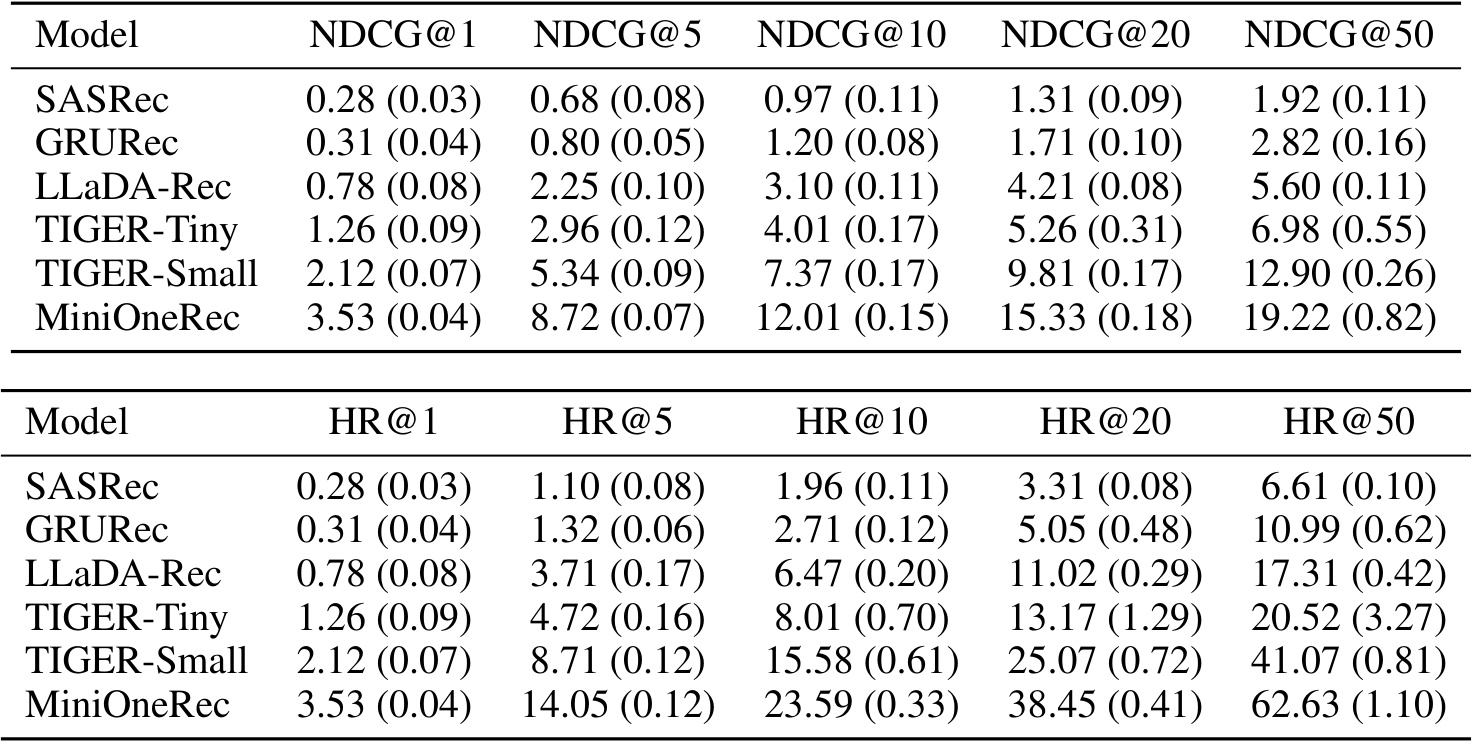 Model NDCG@1 NDCG@5 NDCG@10 NDCG@20 NDCG@50
SASRec 0.28 (0.03) 0.68 (0.08) 0.97 (0.11) 1.31 (0.09) 1.92 (0.11)
GRURec 0.31 (0.04) 0.80 (0.05) 1.20 (0.08) 1.71 (0.10) 2.82 (0.16)
LLaDA-Rec 0.78 (0.08) 2.25 (0.10) 3.10 (0.11) 4.21 (0.08) 5.60 (0.11)
TIGER-Tiny 1.26 (0.09) 2.96 (0.12) 4.01 (0.17) 5.26 (0.31) 6.98 (0.55)
TIGER-Small 2.12 (0.07) 5.34 (0.09) 7.37 (0.17) 9.81 (0.17) 12.90 (0.26)
MiniOneRec 3.53 (0.04) 8.72 (0.07) 12.01 (0.15) 15.33 (0.18) 19.22 (0.82)
Model HR@1 HR@5 HR@10 HR@20 HR@50
SASRec 0.28 (0.03) 1.10 (0.08) 1.96 (0.11) 3.31 (0.08) 6.61 (0.10)
GRURec 0.31 (0.04) 1.32 (0.06) 2.71 (0.12) 5.05 (0.48) 10.99 (0.62)
LLaDA-Rec 0.78 (0.08) 3.71 (0.17) 6.47 (0.20) 11.02 (0.29) 17.31 (0.42)
TIGER-Tiny 1.26 (0.09) 4.72 (0.16) 8.01 (0.70) 13.17 (1.29) 20.52 (3.27)
TIGER-Small 2.12 (0.07) 8.71 (0.12) 15.58 (0.61) 25.07 (0.72) 41.07 (0.81)
MiniOneRec 3.53 (0.04) 14.05 (0.12) 23.59 (0.33) 38.45 (0.41) 62.63 (1.10)